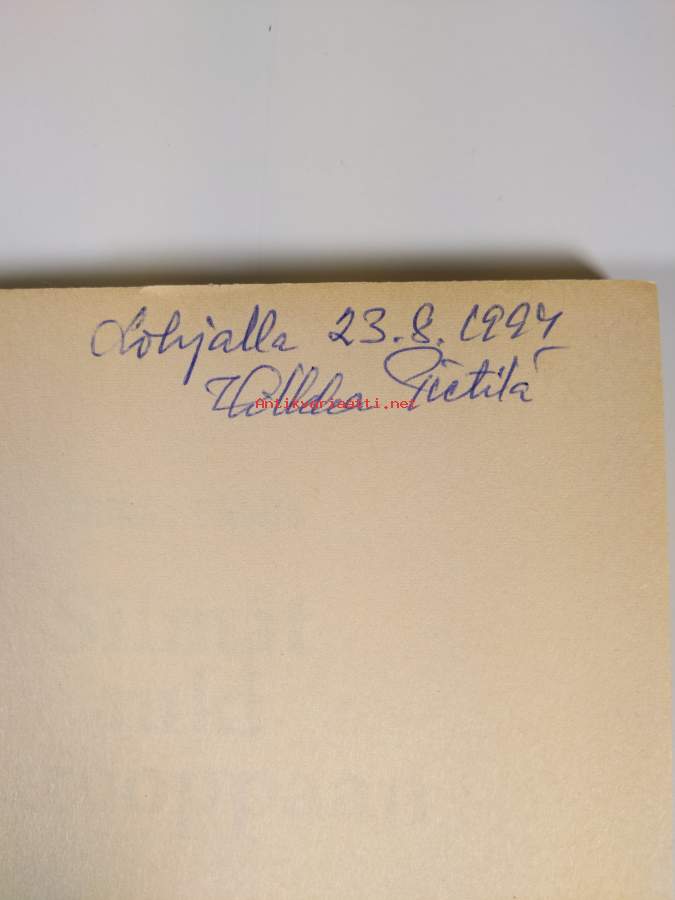 Lohjalla 23.8.1997
Pietilä
Antikvariaatti.net